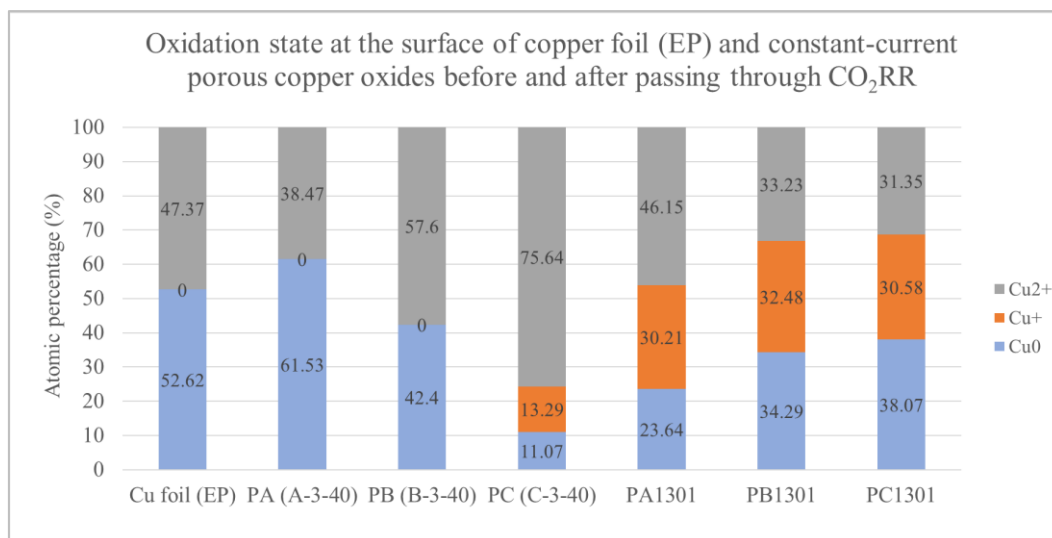 Oxidation state at the surface of copper foil (EP) and constant-current
porous copper oxides before and after passing through CO₂RR
Atomic percentage (%)
100
90
80
70
60
50
40
30
20
10
0
47.37
0
52.62
38.47
0
61.53
57.6
0
42.4
75.64
13.29
11.07
46.15
30.21
23.64
33.23
32.48
34.29
31.35
30.58
38.07
Cu foil (EP)
PA (A-3-40)
PB (B-3-40)
PC (C-3-40)
PA1301
PB1301
PC1301
Cu2+
Cu+
Cu0